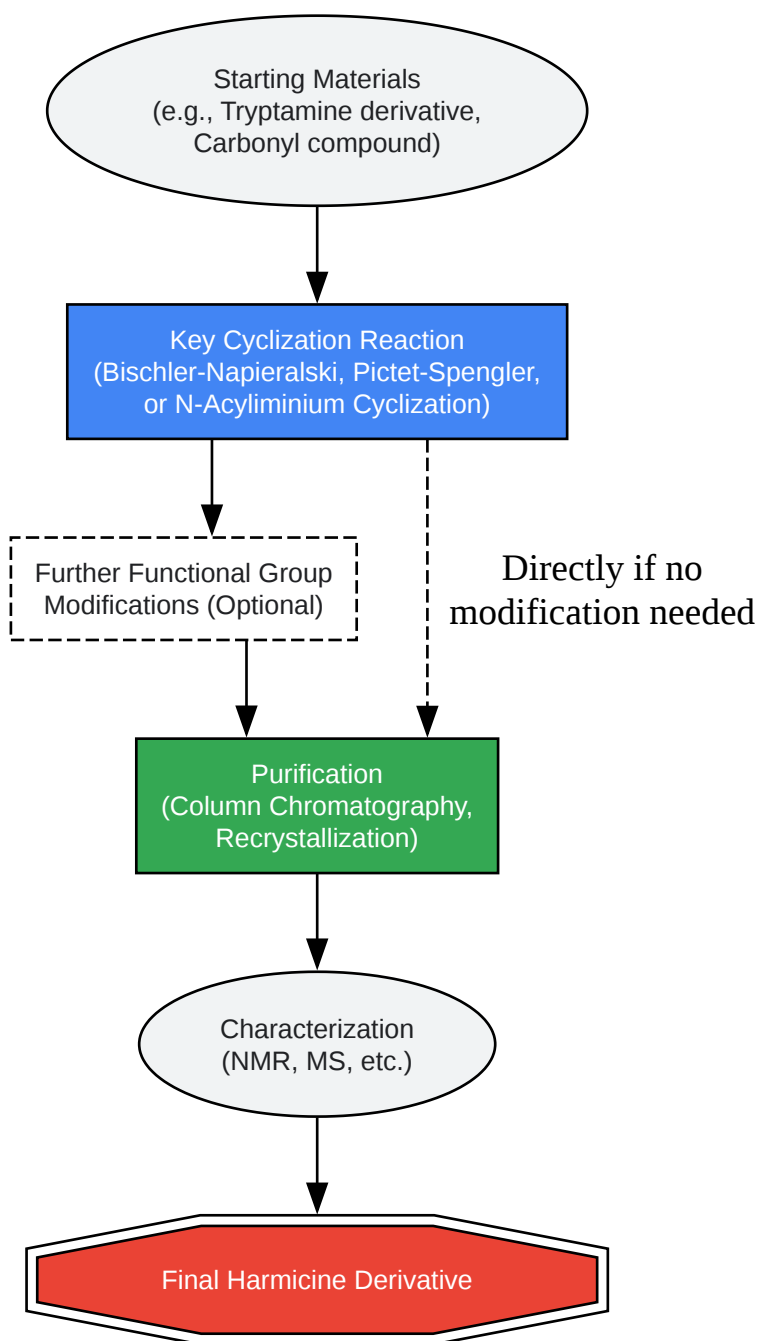 Starting Materials
(e.g., Tryptamine derivative,
Carbonyl compound)
Key Cyclization Reaction
(Bischler-Napieralski, Pictet-Spengler,
or N-Acyliminium Cyclization)
Further Functional Group
Modifications (Optional)
Directly if no
modification needed
Purification
(Column Chromatography,
Recrystallization)
Characterization
(NMR, MS, etc.)
Final Harmicine Derivative